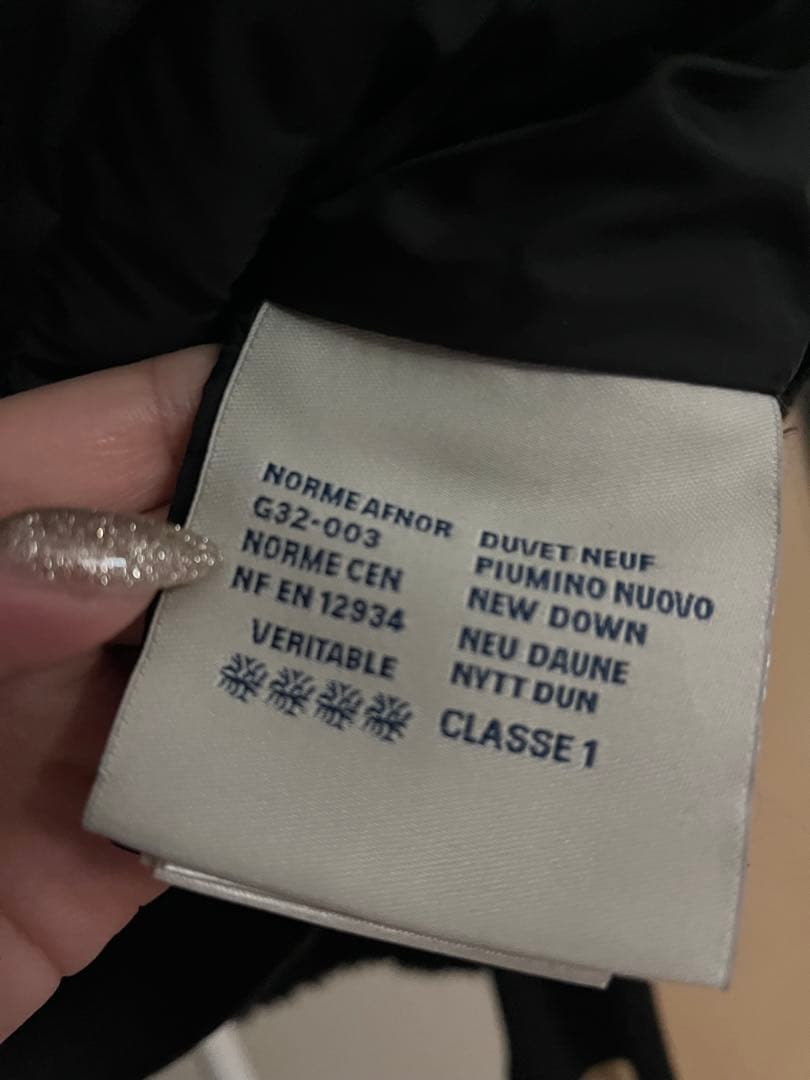 NORME AFNOR
G32-003
NORME CEN
NF EN 12934
VERITABLE
DUVET NEUF
PIUMINO NUOVO
NEW DOWN
NEU DAUNE
NYTT DUN
CLASSE 1